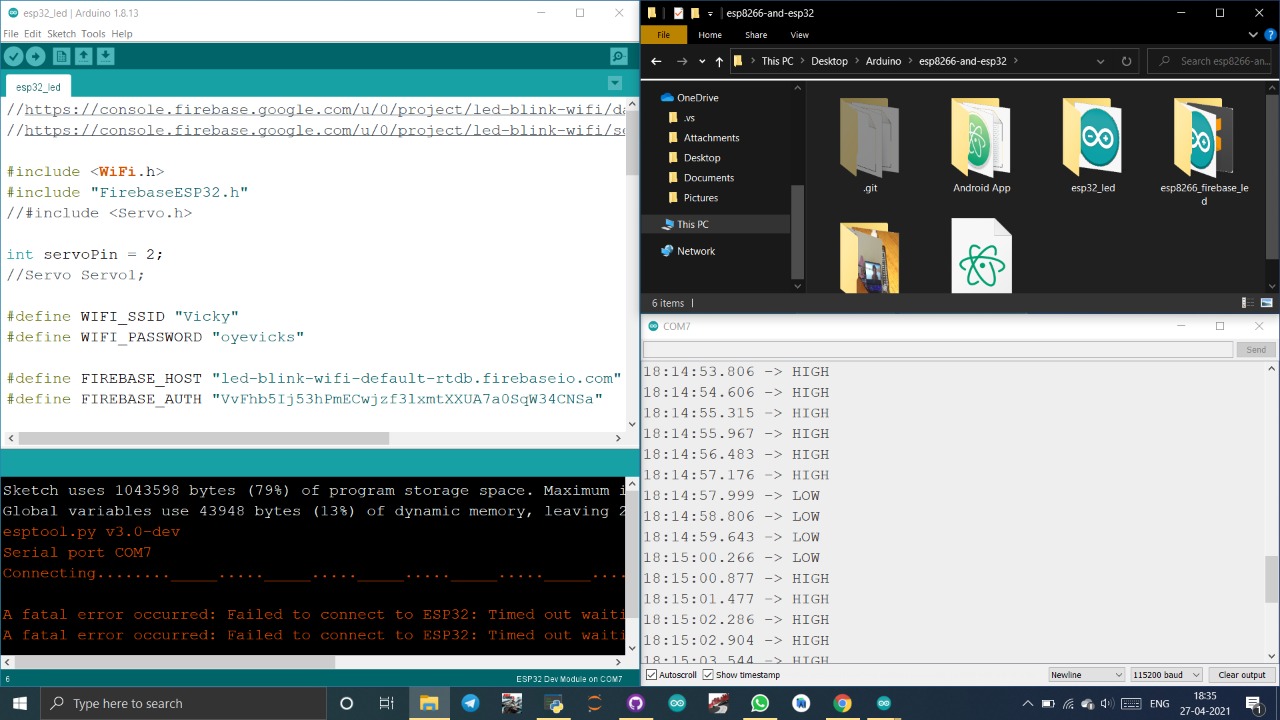 esp32_led | Arduino 1.8.13
File Edit Sketch Tools Help
esp32_led
//https://console.firebase.google.com/u/0/project/led-blink-wifi/da
//https://console.firebase.google.com/u/0/project/led-blink-wifi/se
#include <WiFi.h>
#include "FirebaseESP32.h"
//#include <Servo.h>
int servoPin = 2;
//Servo Servo1;
#define WIFI_SSID "Vicky"
#define WIFI_PASSWORD "oyevicks"
#define FIREBASE_HOST "led-blink-wifi-default-rtdb.firebaseio.com"
#define FIREBASE_AUTH "VvFhb5Ij53hPmECwjzf3lxmtXXUA7a0SqW34CNSa"
Sketch uses 1043598 bytes (79%) of program storage space. Maximum i
Global variables use 43948 bytes (13%) of dynamic memory, leaving 2
esptool.py v3.0-dev
Serial port COM7
Connecting........_____....._____.....____....._____....._____....
A fatal error occurred: Failed to connect to ESP32: Timed out waiti
A fatal error occurred: Failed to connect to ESP32: Timed out waiti
6
ESP32 Dev Module on COM7
esp8266-and-esp32
File Home Share View
This PC > Desktop > Arduino > esp8266-and-esp32 >
Search esp8266-an...
OneDrive
.vs
Attachments
Desktop
Documents
Pictures
This PC
Network
.git
Android App
esp32_led
esp8266_firebase_le
d
6 items
COM7
Send
18:14:53.806 -> HIGH
18:14:54.606 -> HIGH
18:14:55.315 -> HIGH
18:14:55.967 -> HIGH
18:14:56.483 -> HIGH
18:14:57.176 -> HIGH
18:14:57.999 -> LOW
18:14:58.806 -> LOW
18:14:59.643 -> LOW
18:15:00.266 -> LOW
18:15:00.877 -> HIGH
18:15:01.477 -> HIGH
18:15:02.286 -> HIGH
18:15:02.904 -> HIGH
18:15:03.544 -> HIGH
Autoscroll Show timestamp
Newline
115200 baud
Clear output
Type here to search
ENG
18:35
27-04-2021
1